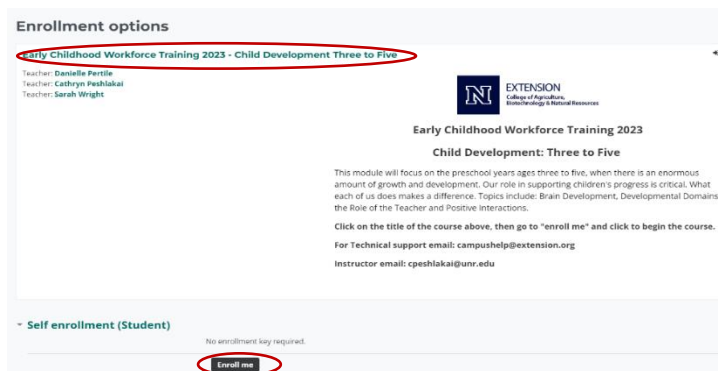 Enrollment options
Early Childhood Workforce Training 2023 - Child Development Three to Five
Teacher: Danielle Pertile
Teacher: Cathryn Peshlakai
Teacher: Sarah Wright
N
EXTENSION
College of Agriculture,
Biotechnology & Natural Resources
Early Childhood Workforce Training 2023
Child Development: Three to Five
This module will focus on the preschool years ages three to five, when there is an enormous
amount of growth and development. Our role in supporting children's progress is critical. What
each of us does makes a difference. Topics include: Brain Development, Developmental Domains
the Role of the Teacher and Positive Interactions.
Click on the title of the course above, then go to "enroll me" and click to begin the course.
For Technical support email: campushelp@extension.org
Instructor email: cpeshlakai@unr.edu
Self enrollment (Student)
No enrollment key required.
Enroll me